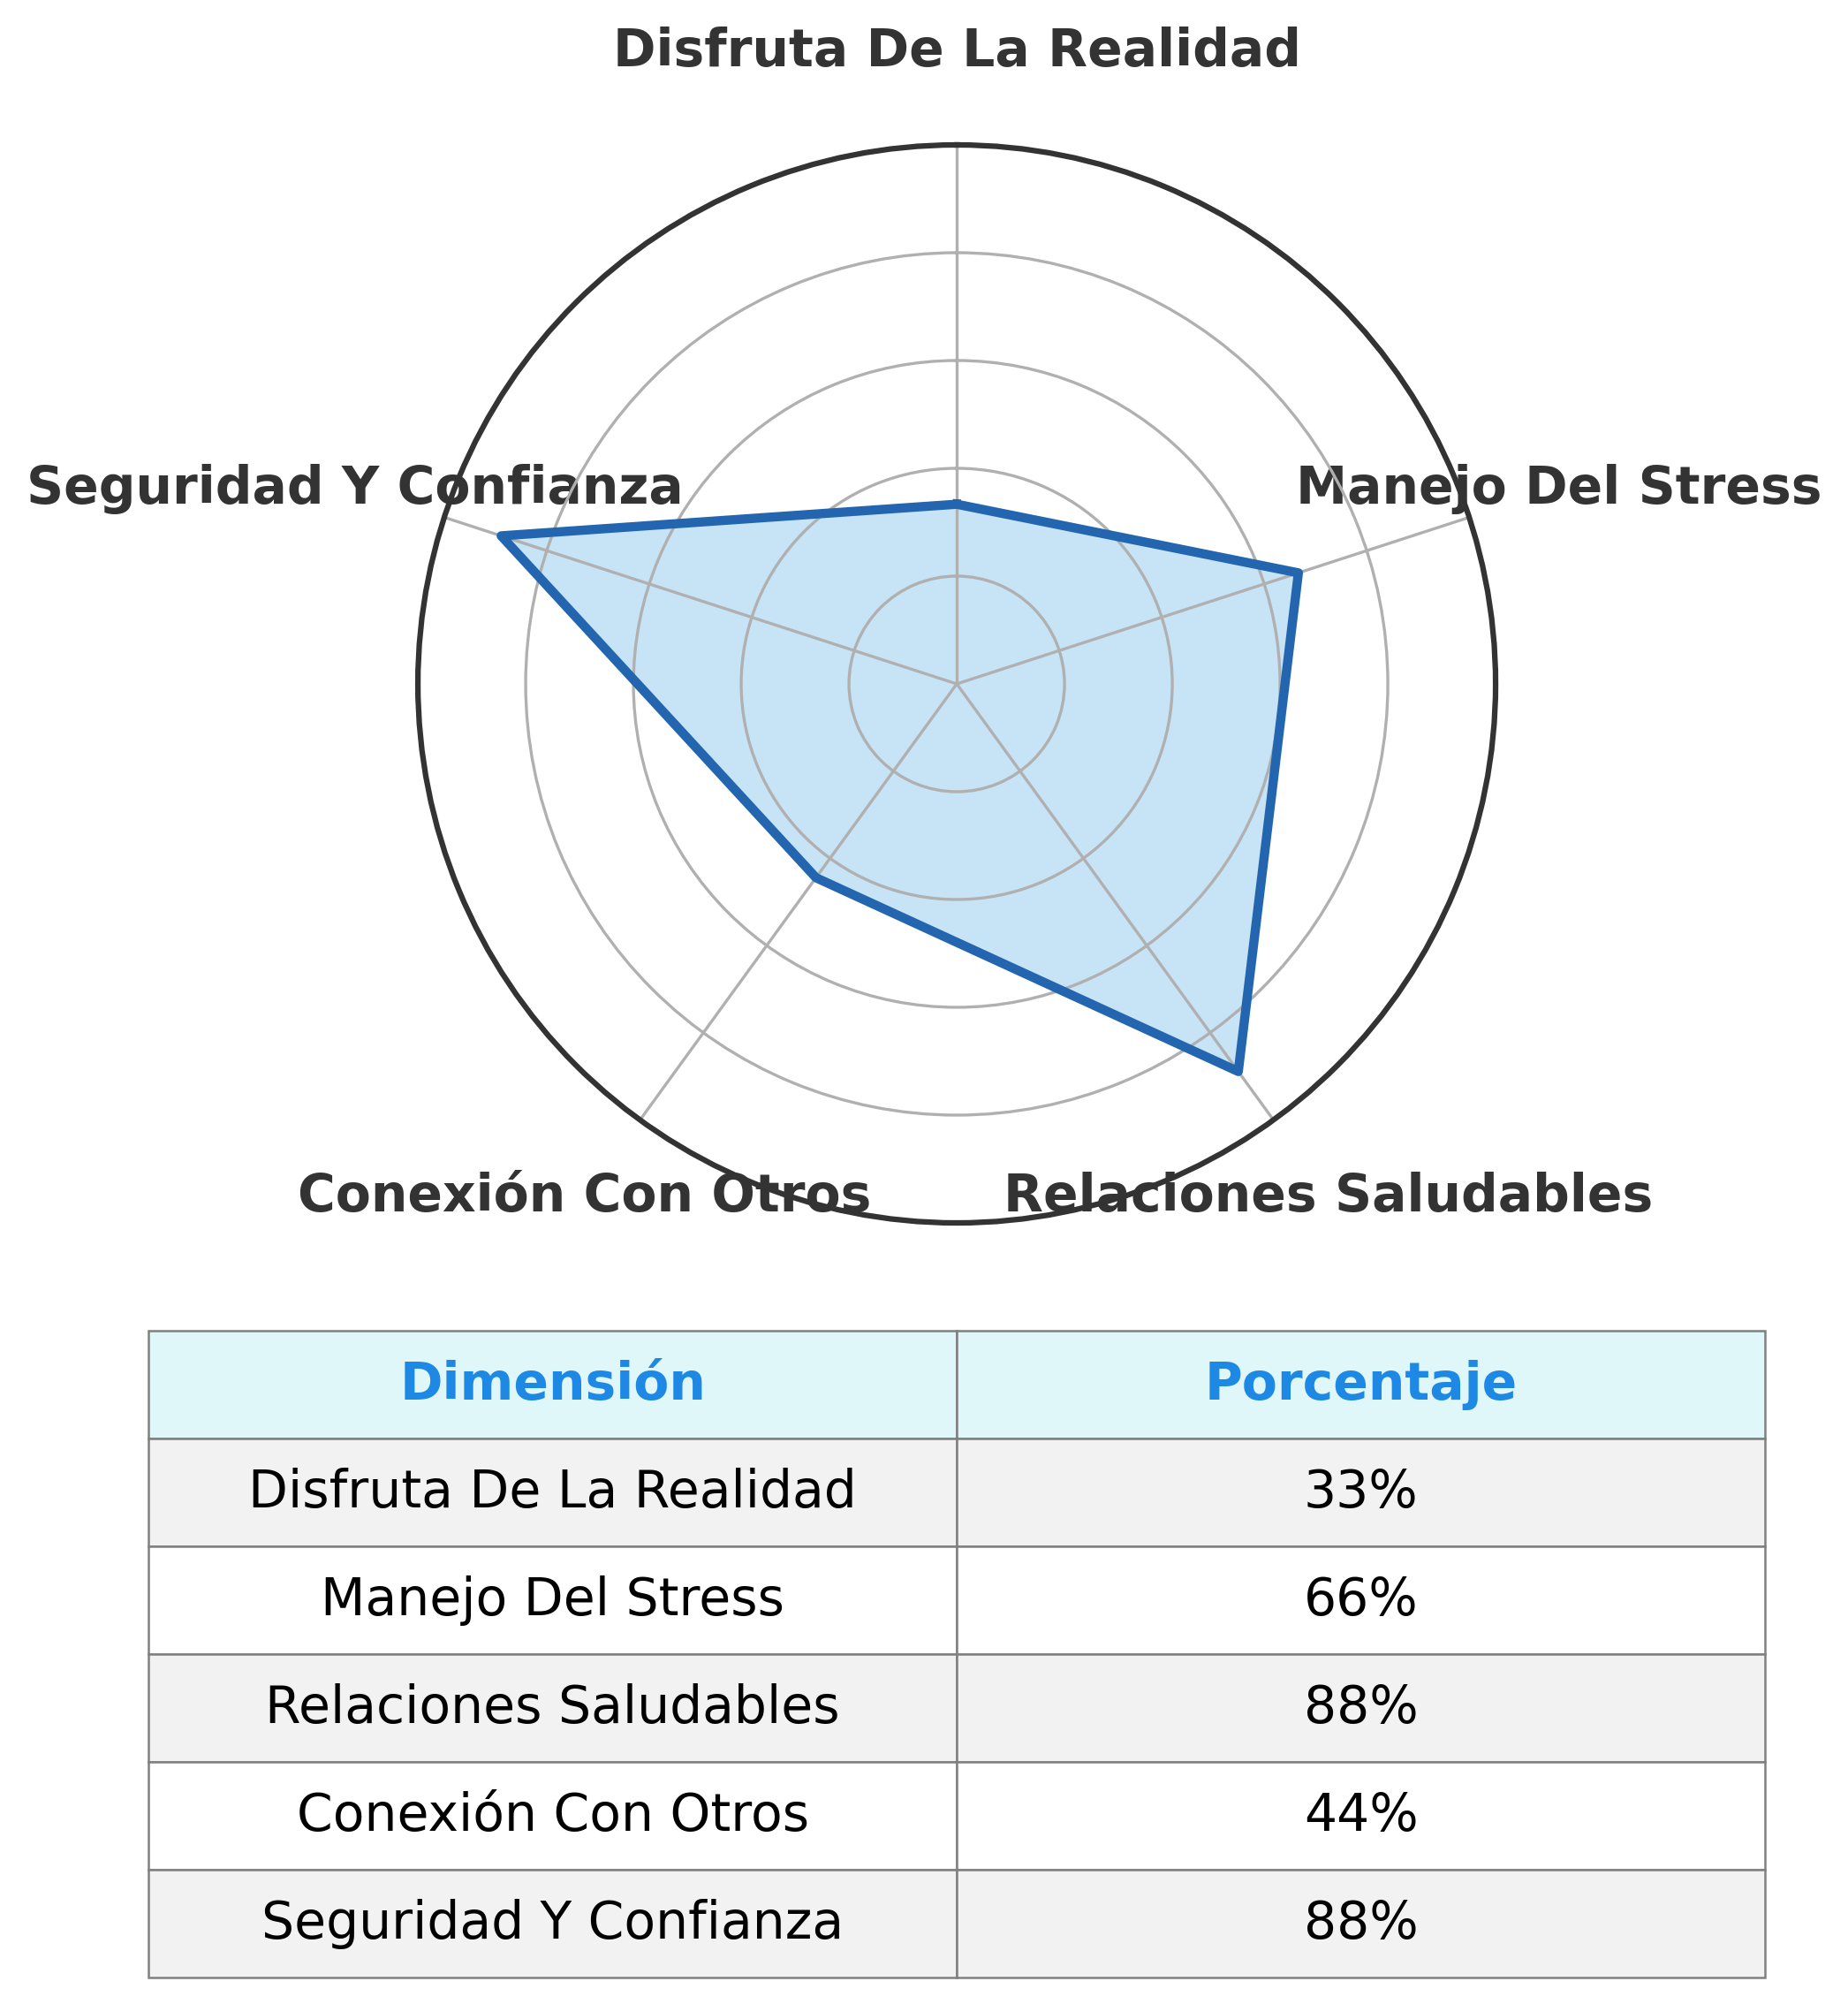 Disfruta De La Realidad
Seguridad Y Confianza
Manejo Del Stress
Conexión Con Otros
Relaciones Saludables
Dimensión Porcentaje
Disfruta De La Realidad 33%
Manejo Del Stress 66%
Relaciones Saludables 88%
Conexión Con Otros 44%
Seguridad Y Confianza 88%